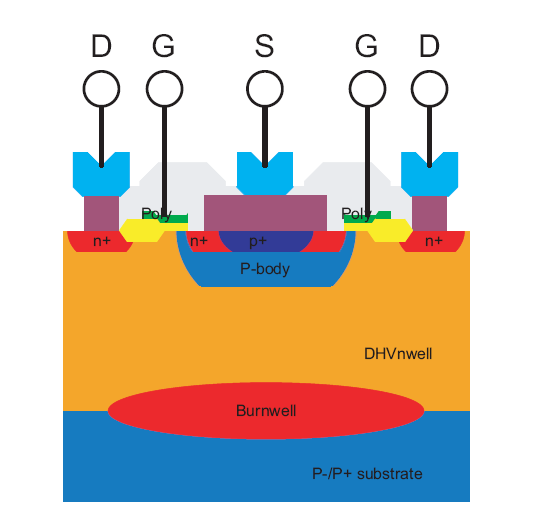 D G S G D
Poly Poly
n+ n+ p+ n+
P-body
DHVnwell
Burnwell
P-/P+ substrate